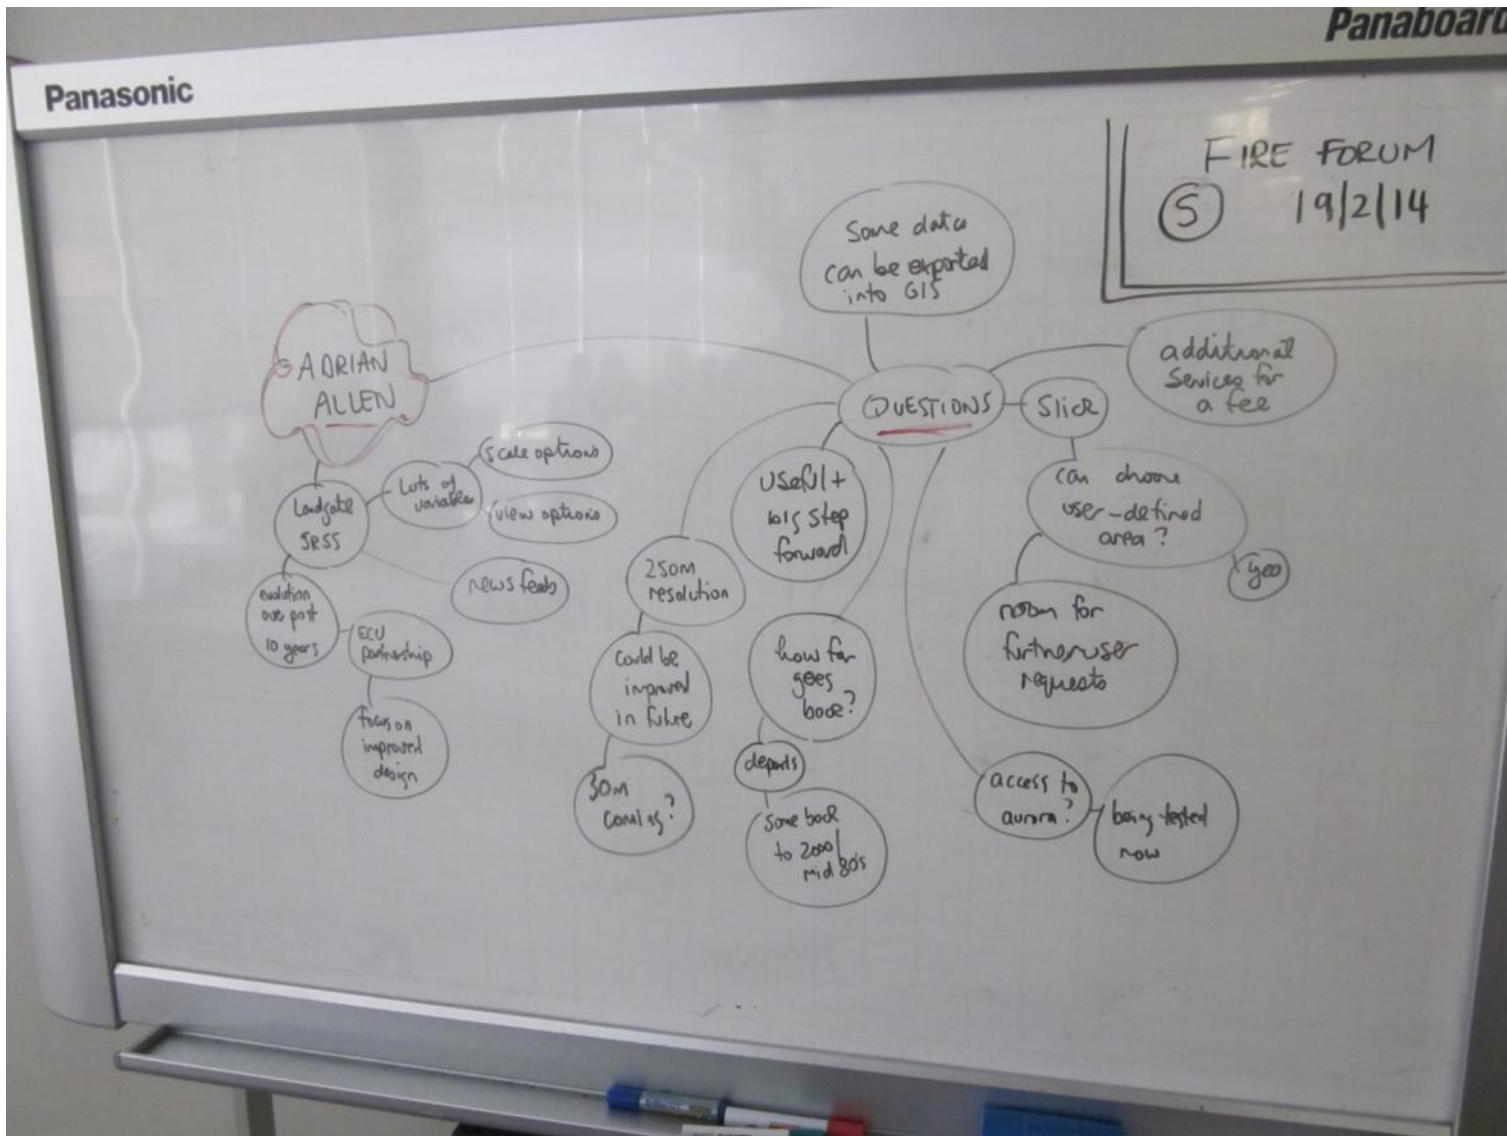 Panaboard
Panasonic
FIRE FORUM
5 19/2/14
Some data
can be exported
into GIS
ADRIAN
ALLEN
QUESTIONS
Slick
additional
services for
a fee
Landgate
SRSS
Lots of
variables
scale options
view options
news feeds
evolution
over past
10 years
ECU
partnership
focus on
improved
design
250m
resolution
could be
improved
in future
30m
coming?
useful +
big step
forward
how far
goes
back?
depends
some back
to 2000/
mid 80's
can choose
user-defined
area?
yes
room for
further user
requests
access to
aurora?
being tested
now